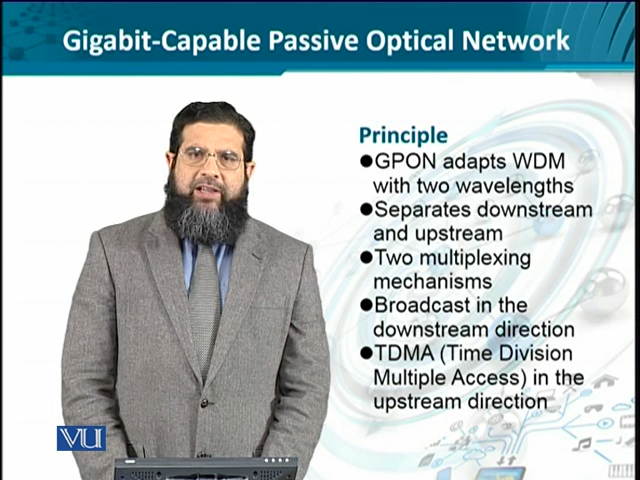 Gigabit-Capable Passive Optical Network
Principle
●GPON adapts WDM
with two wavelengths
●Separates downstream
and upstream
●Two multiplexing
mechanisms
●Broadcast in the
downstream direction
●TDMA (Time Division
Multiple Access) in the
upstream direction
VU